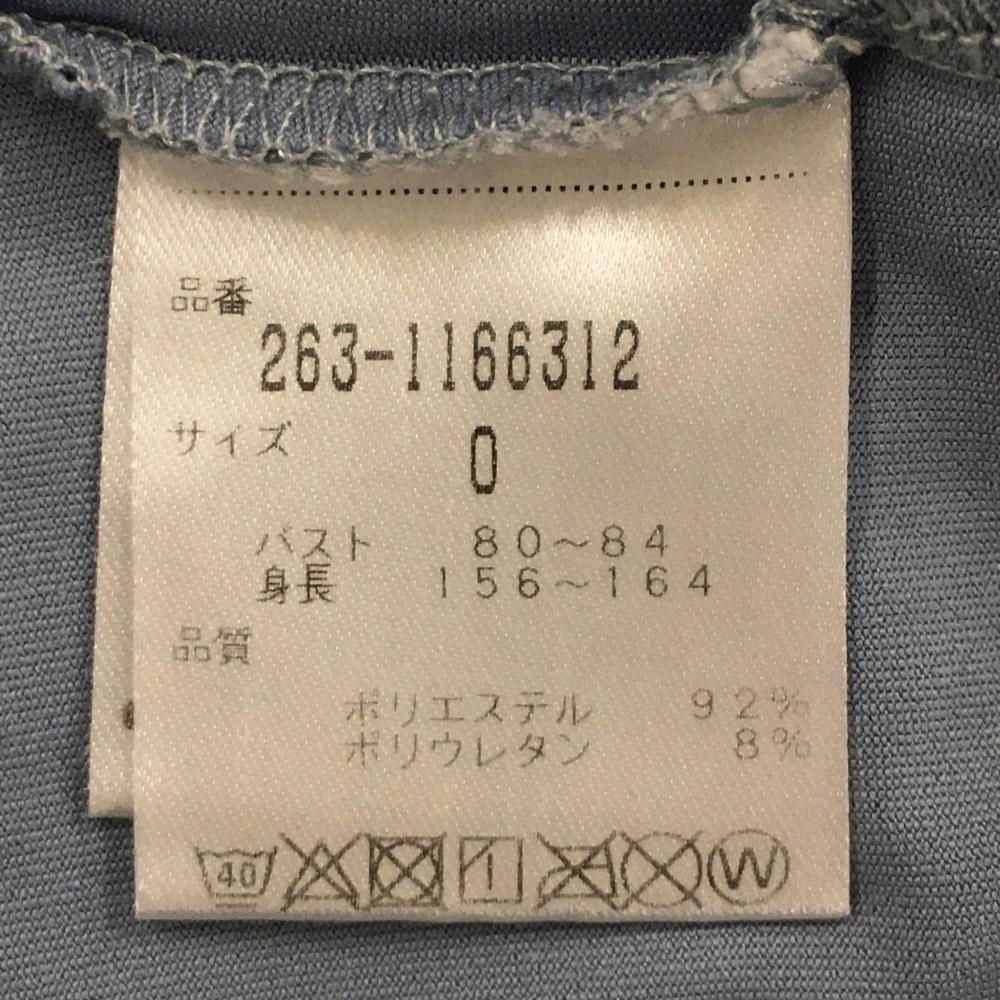 品番
263-1166312
サイズ
0
バスト 80～84
身長 156～164
品質
ポリエステル 92%
ポリウレタン 8%
40 W